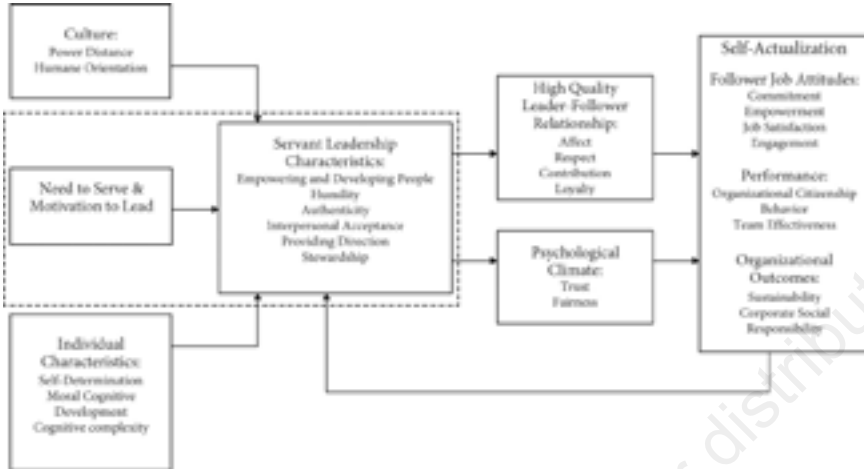 Culture:
Power Distance
Humane Orientation
Need to Serve &
Motivation to Lead
Individual
Characteristics:
Self-Determination
Moral Cognitive
Development
Cognitive complexity
Servant Leadership
Characteristics:
Empowering and Developing People
Humility
Authenticity
Interpersonal Acceptance
Providing Direction
Stewardship
High Quality
Leader-Follower
Relationship:
Affect
Respect
Contribution
Loyalty
Psychological
Climate:
Trust
Fairness
Self-Actualization
Follower Job Attitudes:
Commitment
Empowerment
Job Satisfaction
Engagement
Performance:
Organizational Citizenship
Behavior
Team Effectiveness
Organizational
Outcomes:
Sustainability
Corporate Social
Responsibility